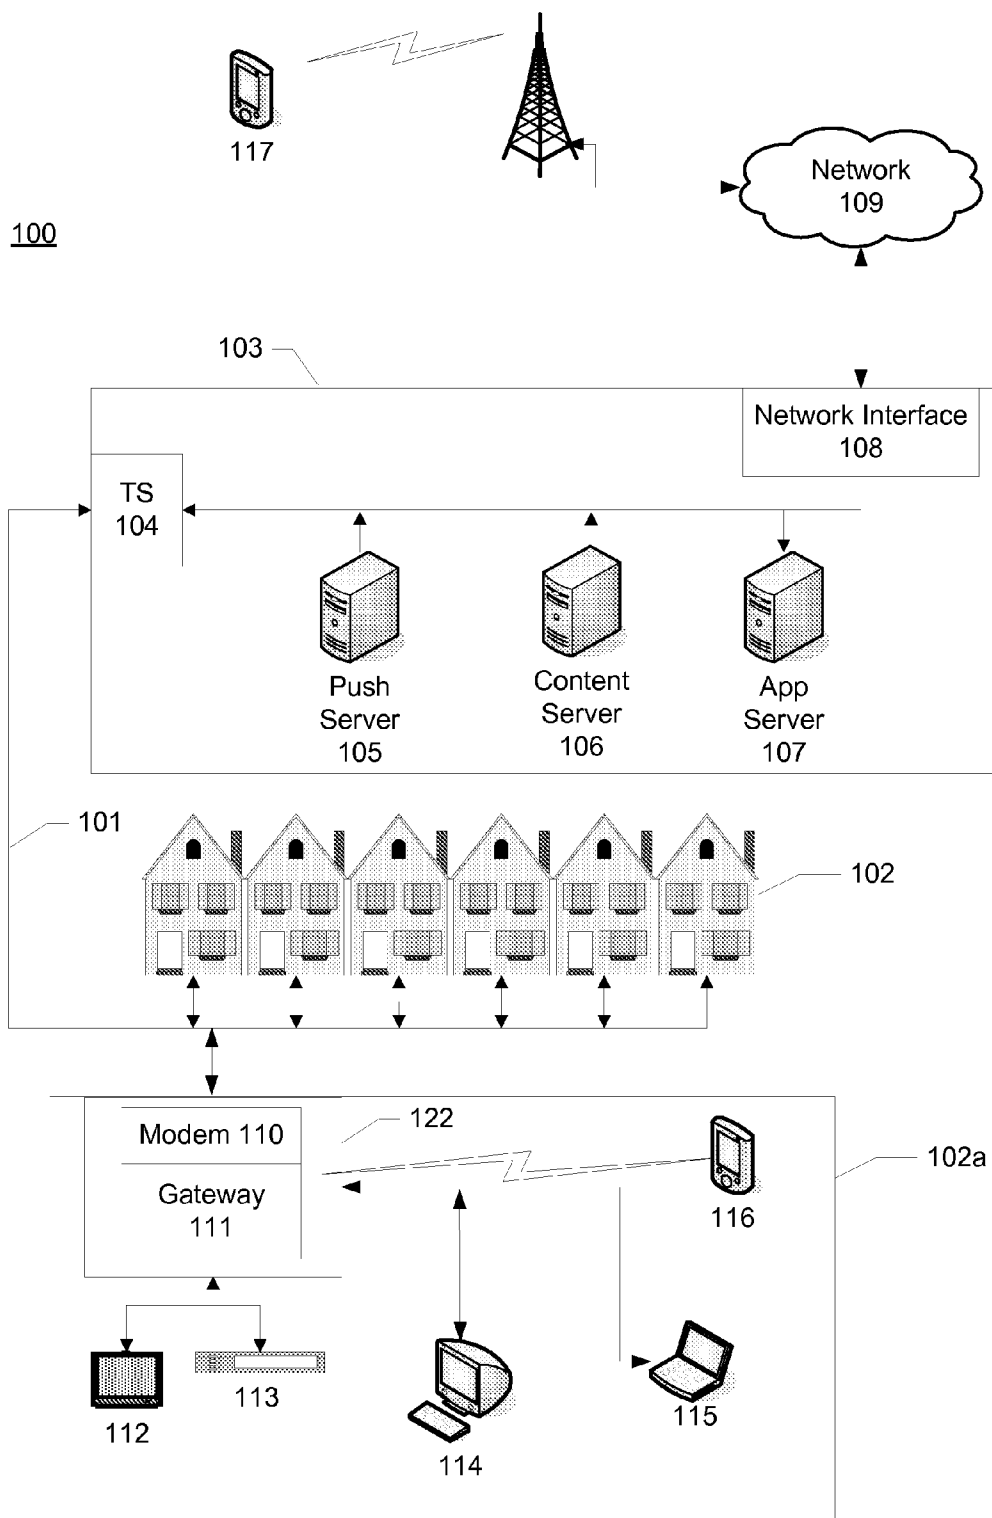 117
Network
109
100
103
Network Interface
108
TS
104
Push
Server
105
Content
Server
106
App
Server
107
101
102
Modem 110
122
102a
Gateway
111
116
112
113
114
115